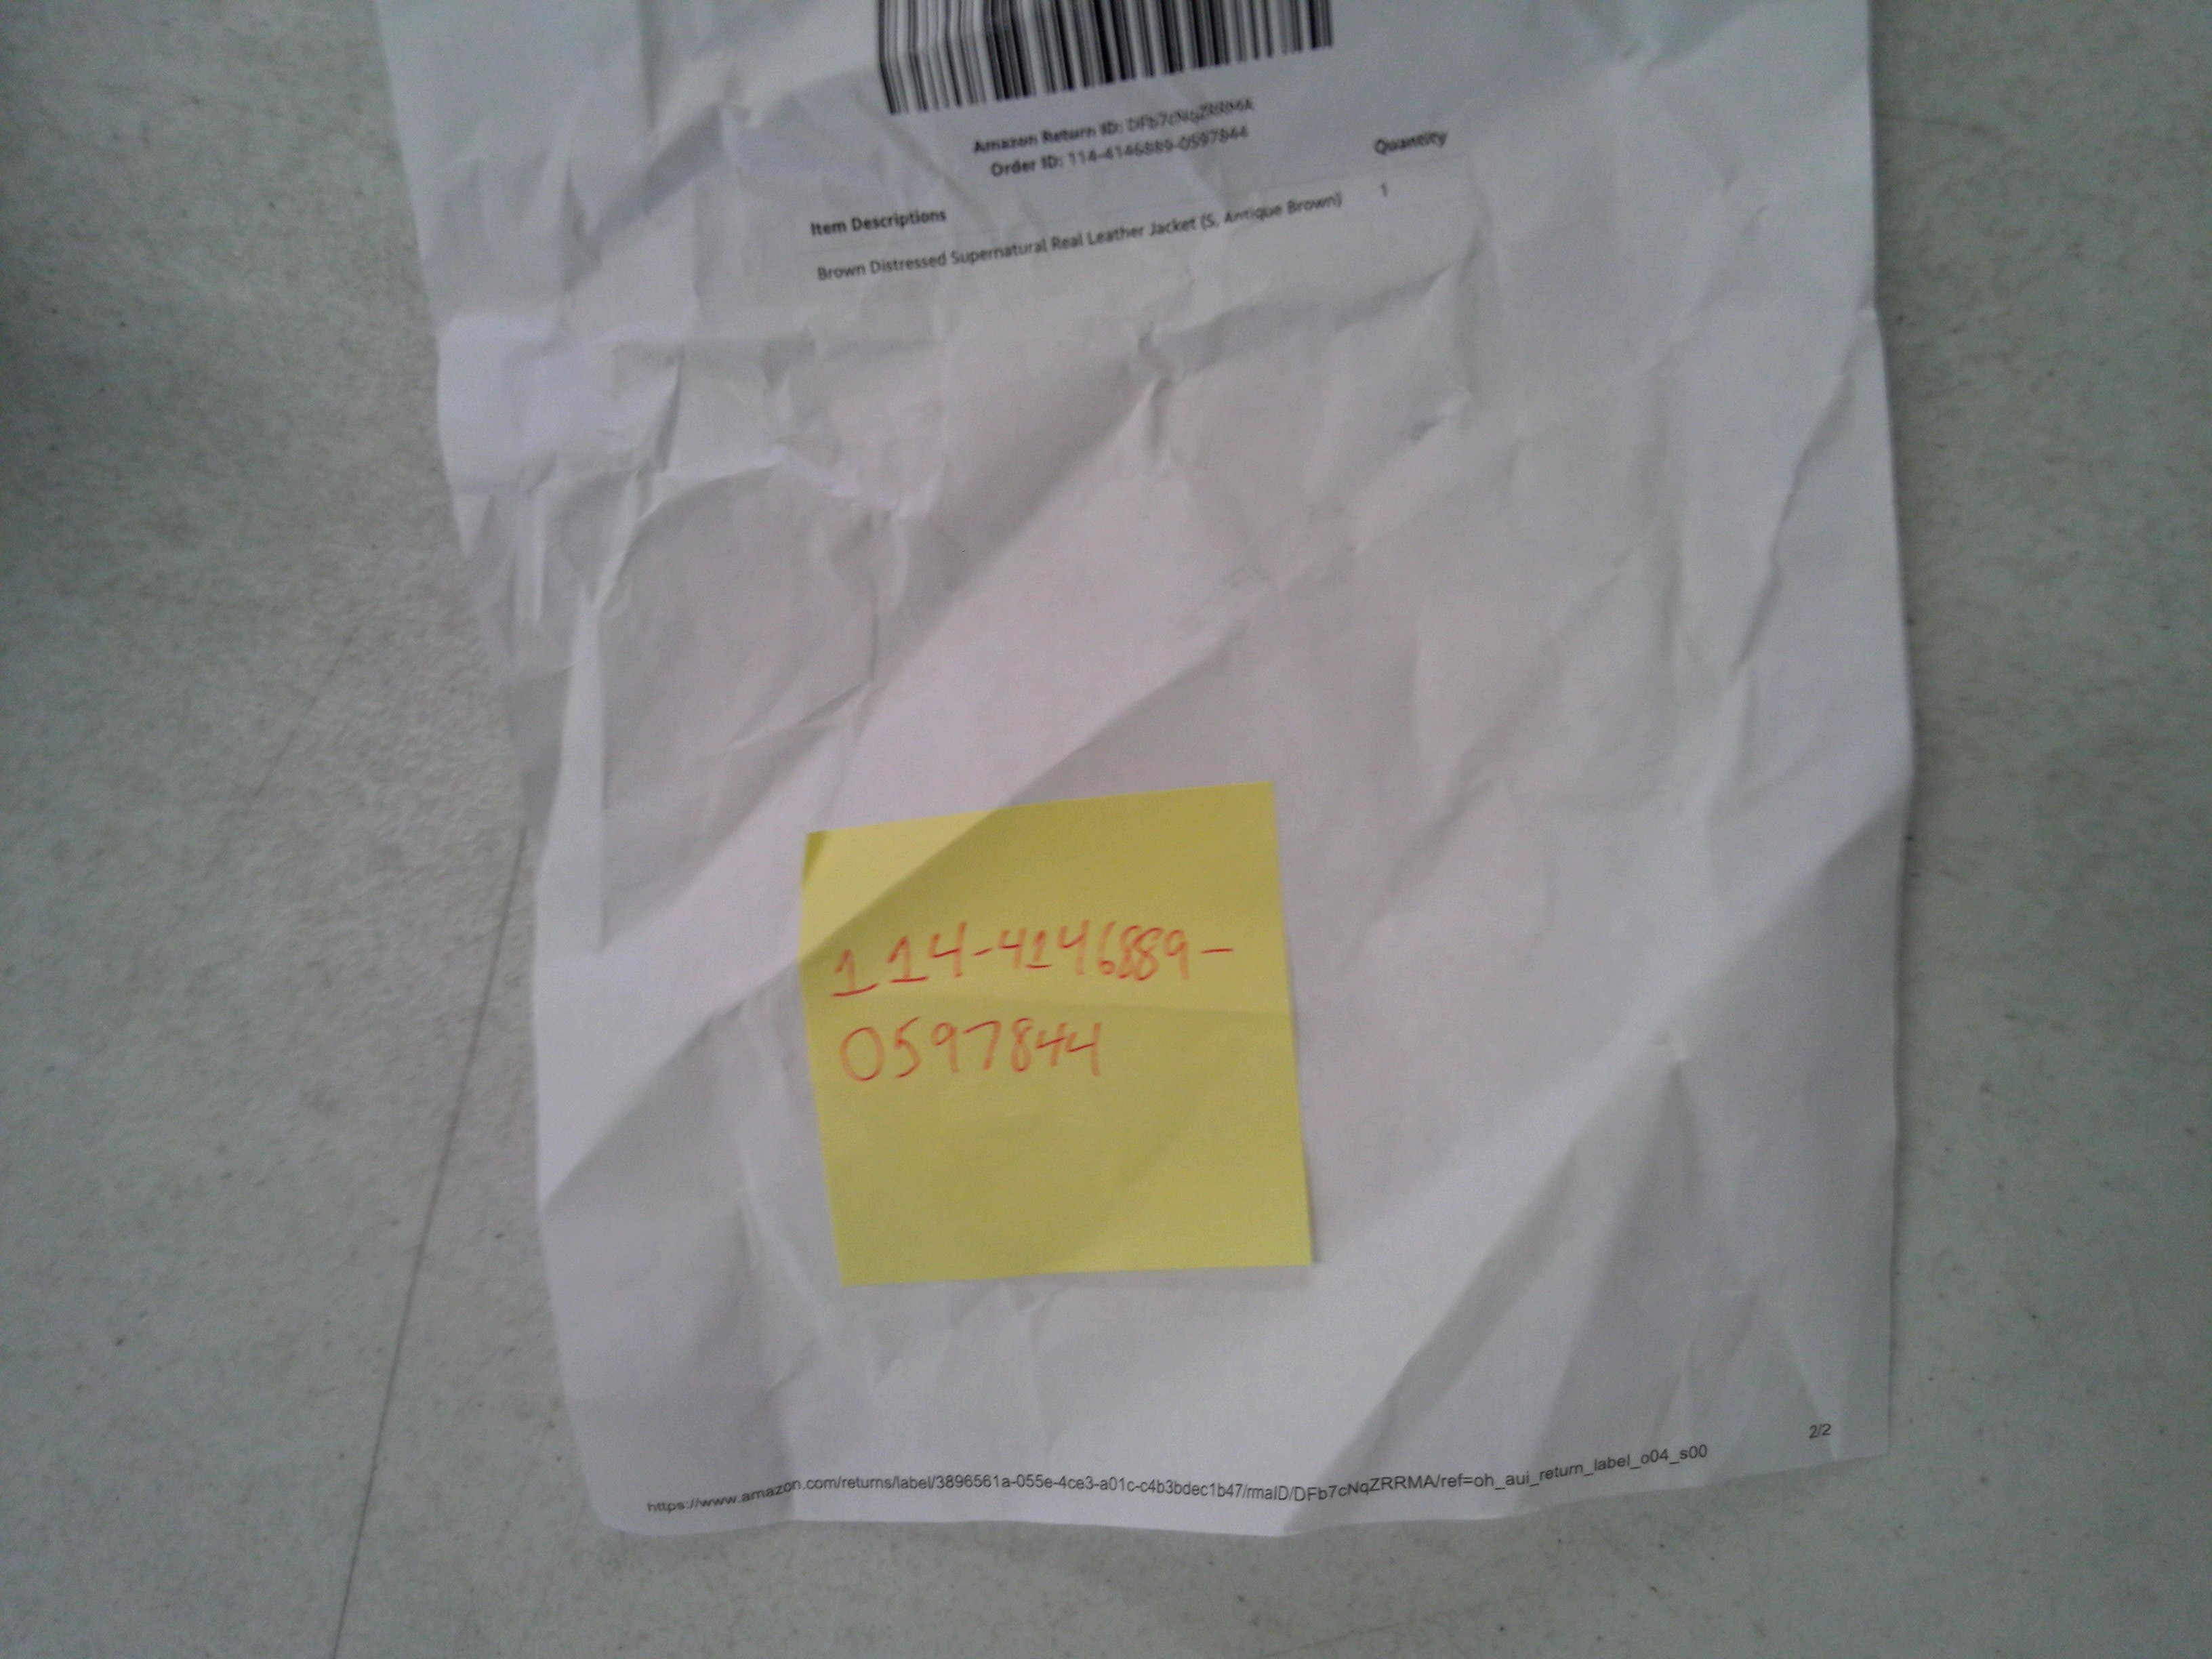 Amazon Return ID: DFb7cNqZRRMA
Order ID: 114-4146889-0597844
Item Descriptions Quantity
Brown Distressed Supernatural Real Leather Jacket (S, Antique Brown) 1
114-4146889-
0597844
https://www.amazon.com/returns/label/3896561a-055e-4ce3-a01c-c4b3bdec1b47/rmaID/DFb7cNqZRRMA/ref=oh_aui_return_label_o04_s00 2/2